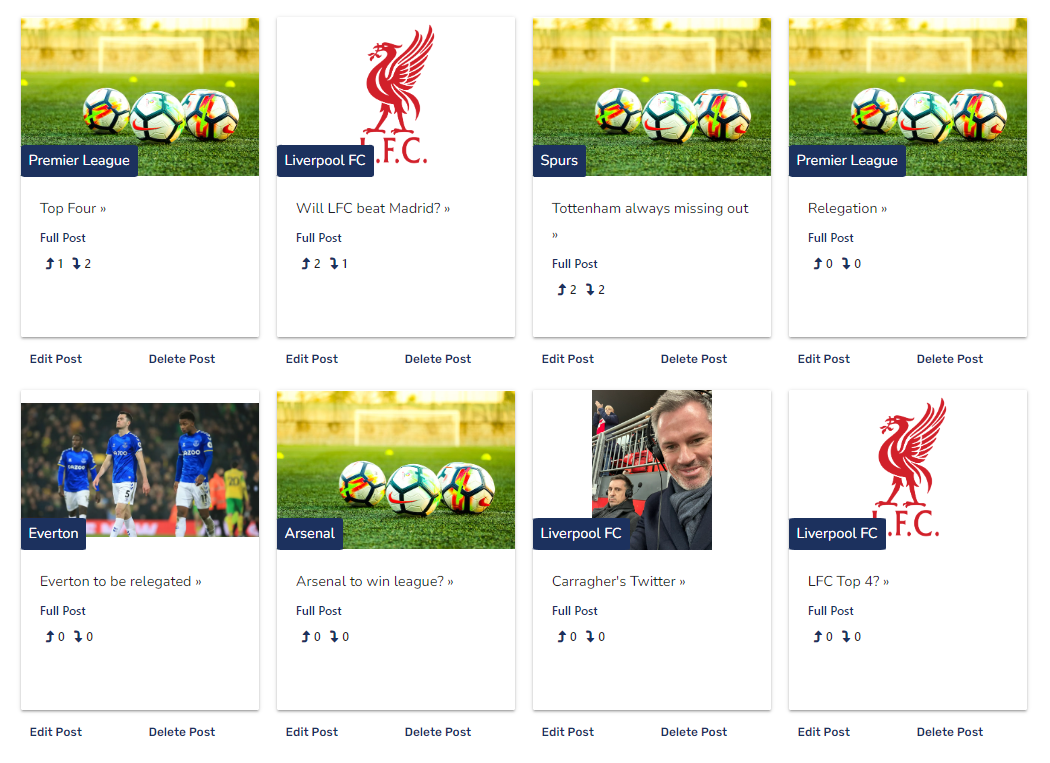 Premier League
Top Four »
Full Post
1 2
Edit Post Delete Post
L.F.C.
Liverpool FC
Will LFC beat Madrid? »
Full Post
2 1
Edit Post Delete Post
Spurs
Tottenham always missing out
»
Full Post
2 2
Edit Post Delete Post
Premier League
Relegation »
Full Post
0 0
Edit Post Delete Post
CAZOO
CAZOO
5
Everton
Everton to be relegated »
Full Post
0 0
Edit Post Delete Post
Arsenal
Arsenal to win league? »
Full Post
0 0
Edit Post Delete Post
Liverpool FC
Carragher's Twitter »
Full Post
0 0
Edit Post Delete Post
.F.C.
Liverpool FC
LFC Top 4? »
Full Post
0 0
Edit Post Delete Post